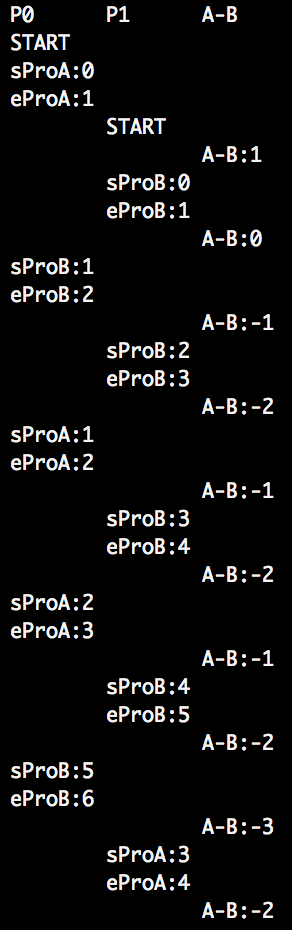 P0 P1 A-B
START
sProA:0
eProA:1
START
A-B:1
sProB:0
eProB:1
A-B:0
sProB:1
eProB:2
A-B:-1
sProB:2
eProB:3
A-B:-2
sProA:1
eProA:2
A-B:-1
sProB:3
eProB:4
A-B:-2
sProA:2
eProA:3
A-B:-1
sProB:4
eProB:5
A-B:-2
sProB:5
eProB:6
A-B:-3
sProA:3
eProA:4
A-B:-2